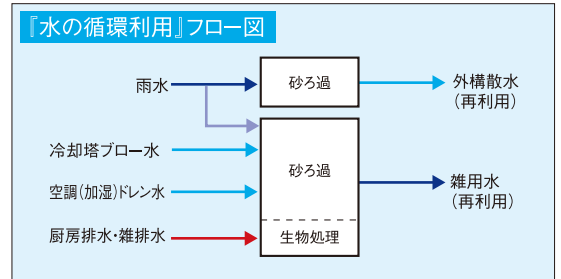 『水の循環利用』フロー図
雨水
砂ろ過
外構散水
（再利用）
冷却塔ブロー水
空調（加湿）ドレン水
厨房排水・雑排水
砂ろ過
生物処理
雑用水
（再利用）